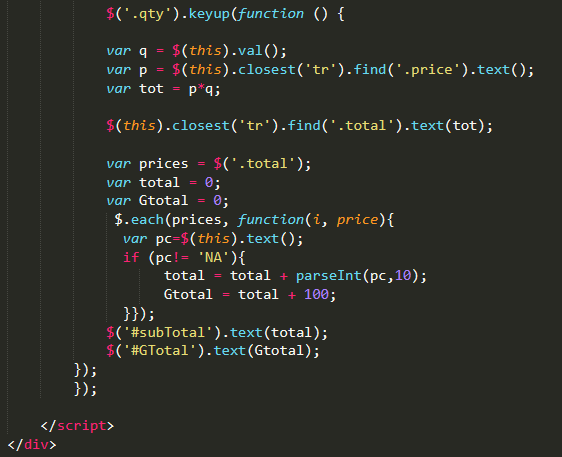 $('.qty').keyup(function () {
var q = $(this).val();
var p = $(this).closest('tr').find('.price').text();
var tot = p*q;
$(this).closest('tr').find('.total').text(tot);
var prices = $('.total');
var total = 0;
var Gtotal = 0;
$.each(prices, function(i, price){
var pc=$(this).text();
if (pc!= 'NA'){
total = total + parseInt(pc,10);
Gtotal = total + 100;
}});
$('#subTotal').text(total);
$('#GTotal').text(Gtotal);
});
});
</script>
</div>